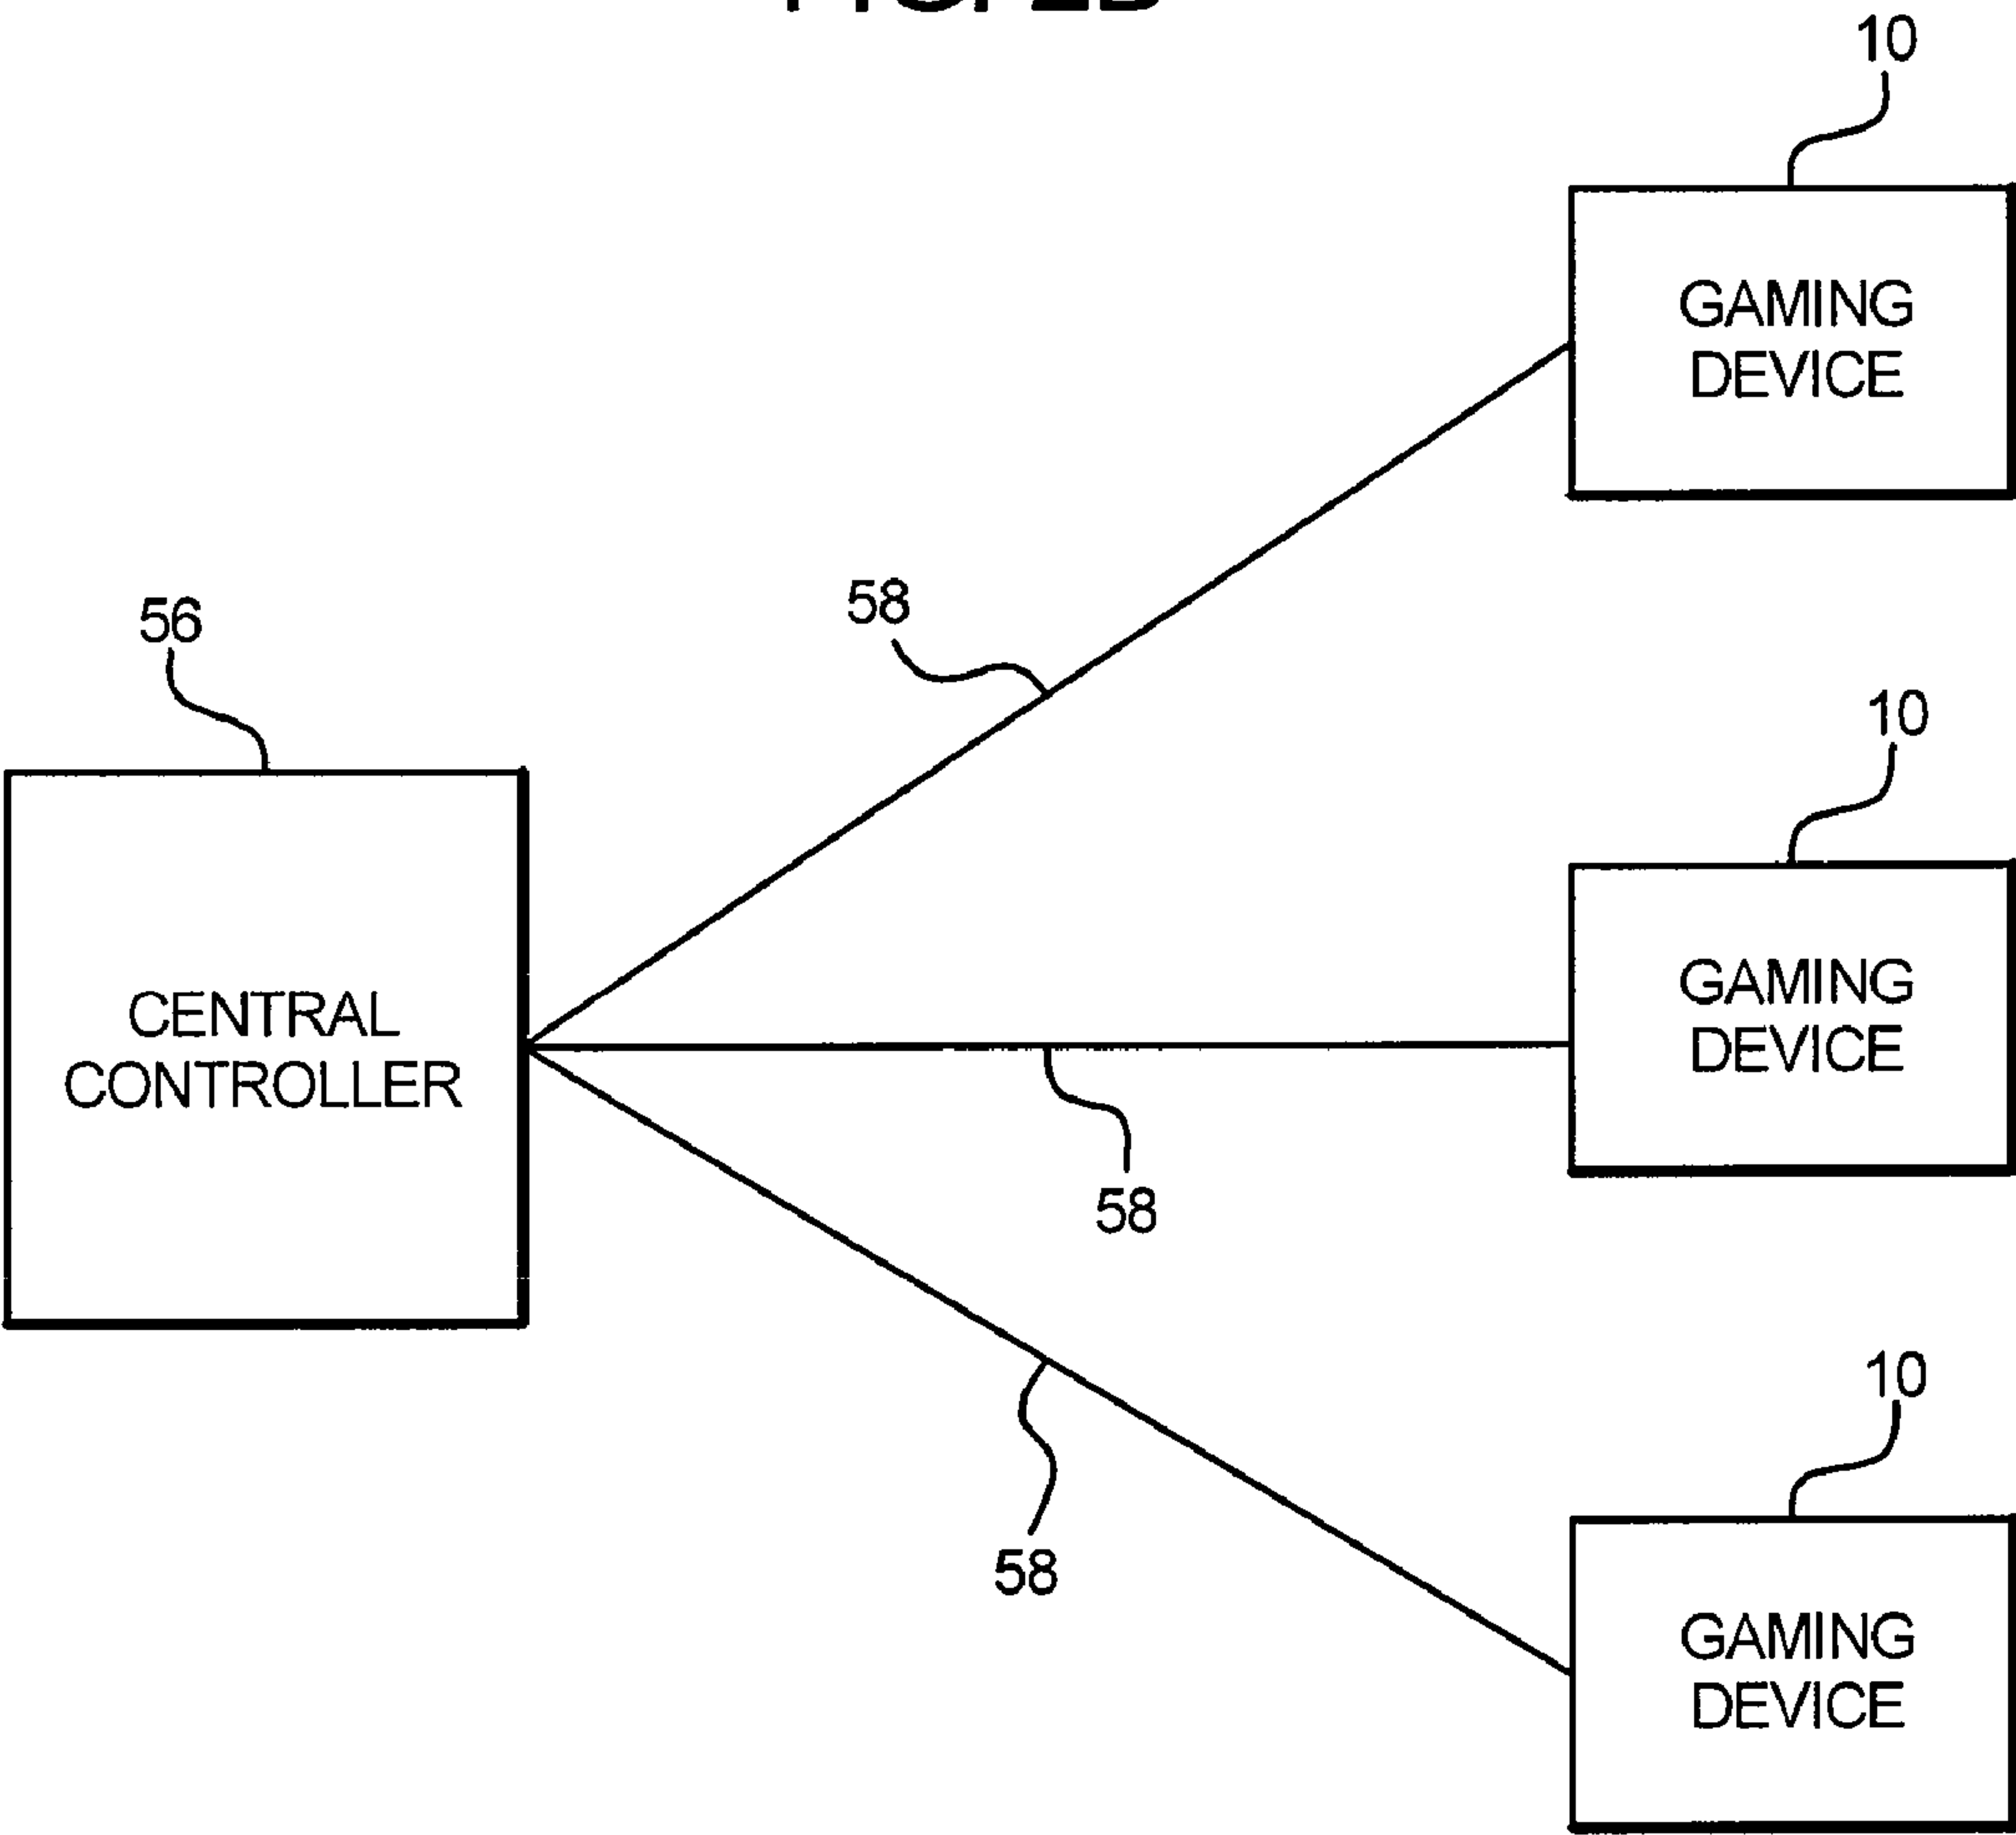 10
GAMING
DEVICE
58
56
10
CENTRAL
CONTROLLER
GAMING
DEVICE
58
10
58
GAMING
DEVICE